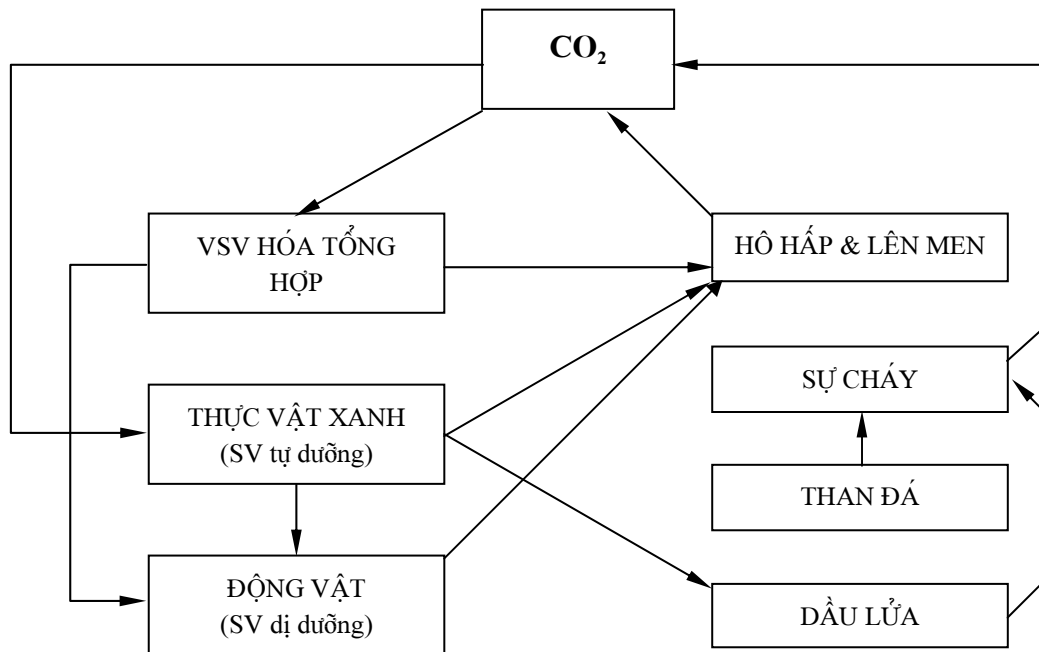 CO₂
VSV HÓA TỔNG
HỢP
HÔ HẤP & LÊN MEN
SỰ CHÁY
THỰC VẬT XANH
(SV tự dưỡng)
THAN ĐÁ
ĐỘNG VẬT
(SV dị dưỡng)
DẦU LỬA